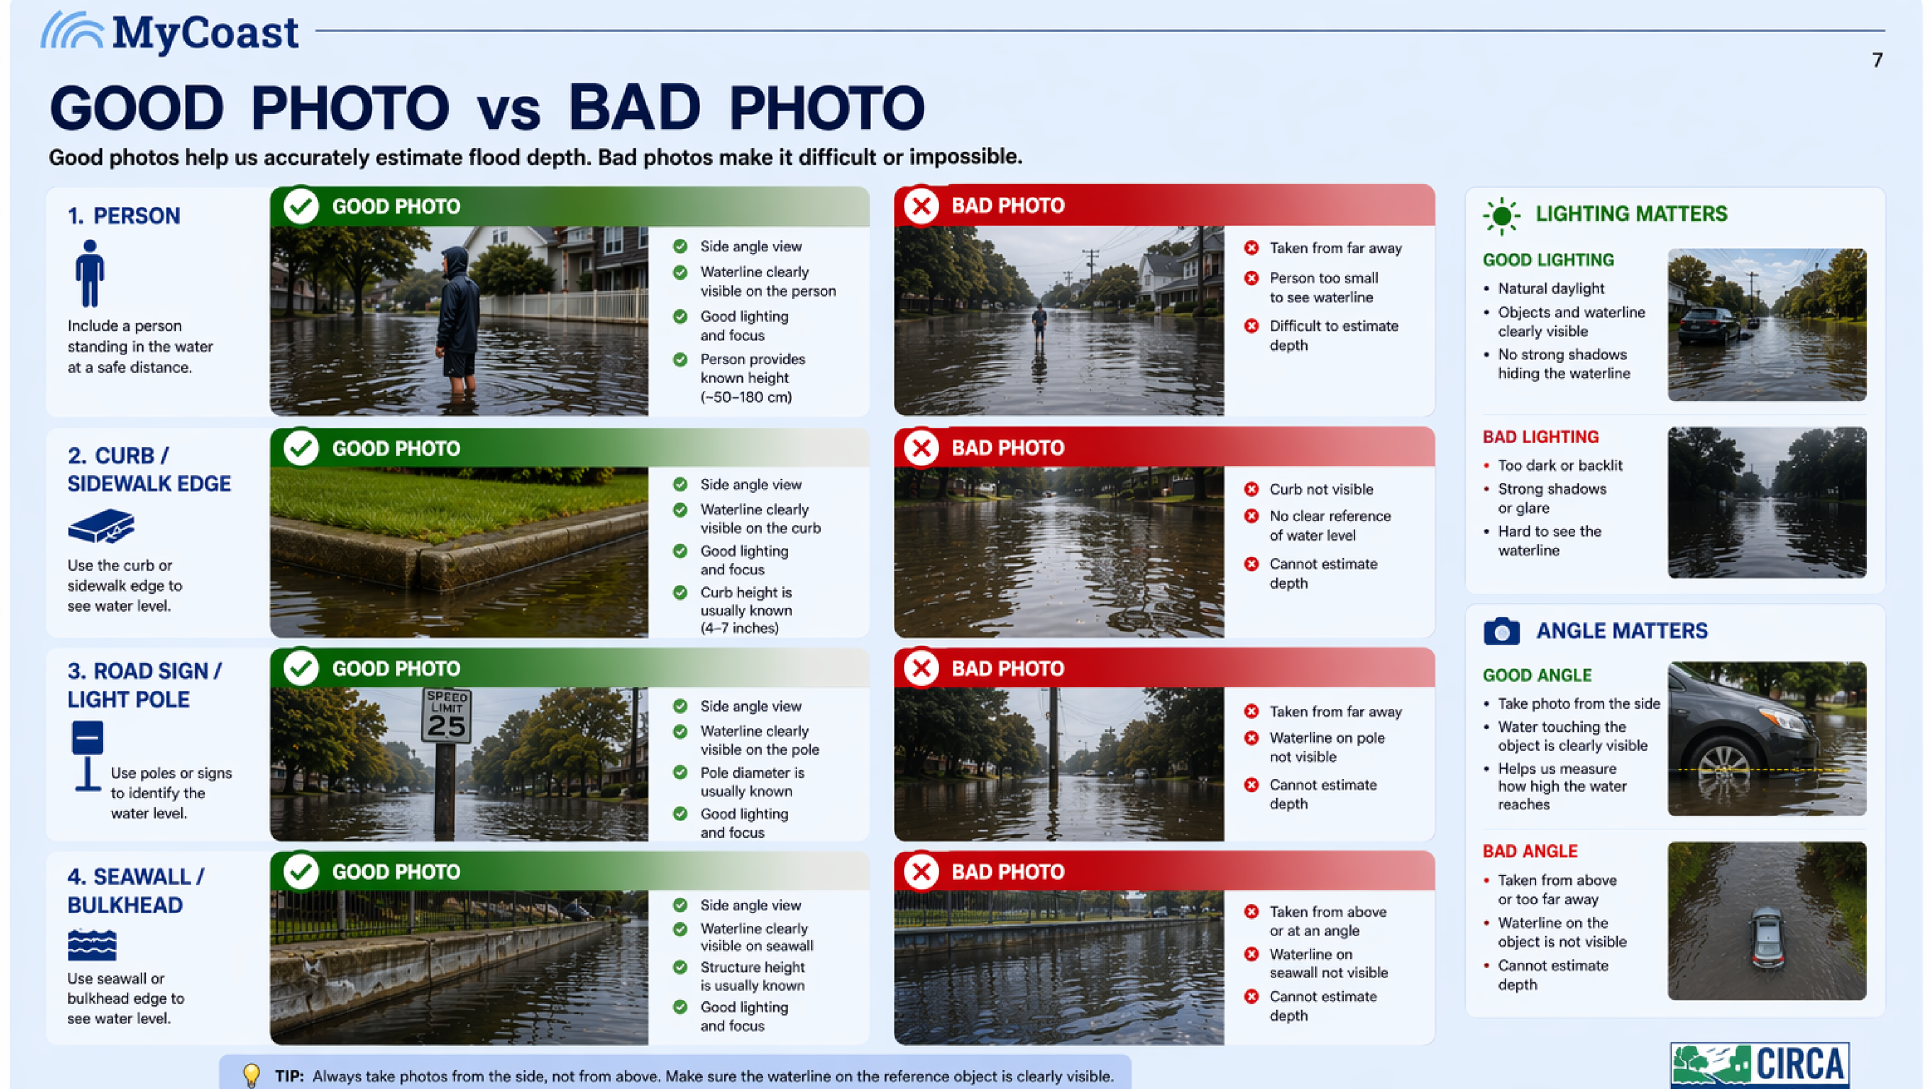 MyCoast
7
GOOD PHOTO vs BAD PHOTO
Good photos help us accurately estimate flood depth. Bad photos make it difficult or impossible.
1. PERSON
Include a person
standing in the water
at a safe distance.
GOOD PHOTO
Side angle view
Waterline clearly
visible on the person
Good lighting
and focus
Person provides
known height
(~50–180 cm)
BAD PHOTO
Taken from far away
Person too small
to see waterline
Difficult to estimate
depth
2. CURB /
SIDEWALK EDGE
Use the curb or
sidewalk edge to
see water level.
GOOD PHOTO
Side angle view
Waterline clearly
visible on the curb
Good lighting
and focus
Curb height is
usually known
(4–7 inches)
BAD PHOTO
Curb not visible
No clear reference
of water level
Cannot estimate
depth
3. ROAD SIGN /
LIGHT POLE
Use poles or signs
to identify the
water level.
GOOD PHOTO
SPEED
LIMIT
25
Side angle view
Waterline clearly
visible on the pole
Pole diameter is
usually known
Good lighting
and focus
BAD PHOTO
Taken from far away
Waterline on pole
not visible
Cannot estimate
depth
4. SEAWALL /
BULKHEAD
Use seawall or
bulkhead edge to
see water level.
GOOD PHOTO
Side angle view
Waterline clearly
visible on seawall
Structure height
is usually known
Good lighting
and focus
BAD PHOTO
Taken from above
or at an angle
Waterline on
seawall not visible
Cannot estimate
depth
LIGHTING MATTERS
GOOD LIGHTING
• Natural daylight
• Objects and waterline
clearly visible
• No strong shadows
hiding the waterline
BAD LIGHTING
• Too dark or backlit
• Strong shadows
or glare
• Hard to see the
waterline
ANGLE MATTERS
GOOD ANGLE
• Take photo from the side
• Water touching the
object is clearly visible
• Helps us measure
how high the water
reaches
BAD ANGLE
• Taken from above
or too far away
• Waterline on the
object is not visible
• Cannot estimate
depth
TIP: Always take photos from the side, not from above. Make sure the waterline on the reference object is clearly visible.
CIRCA